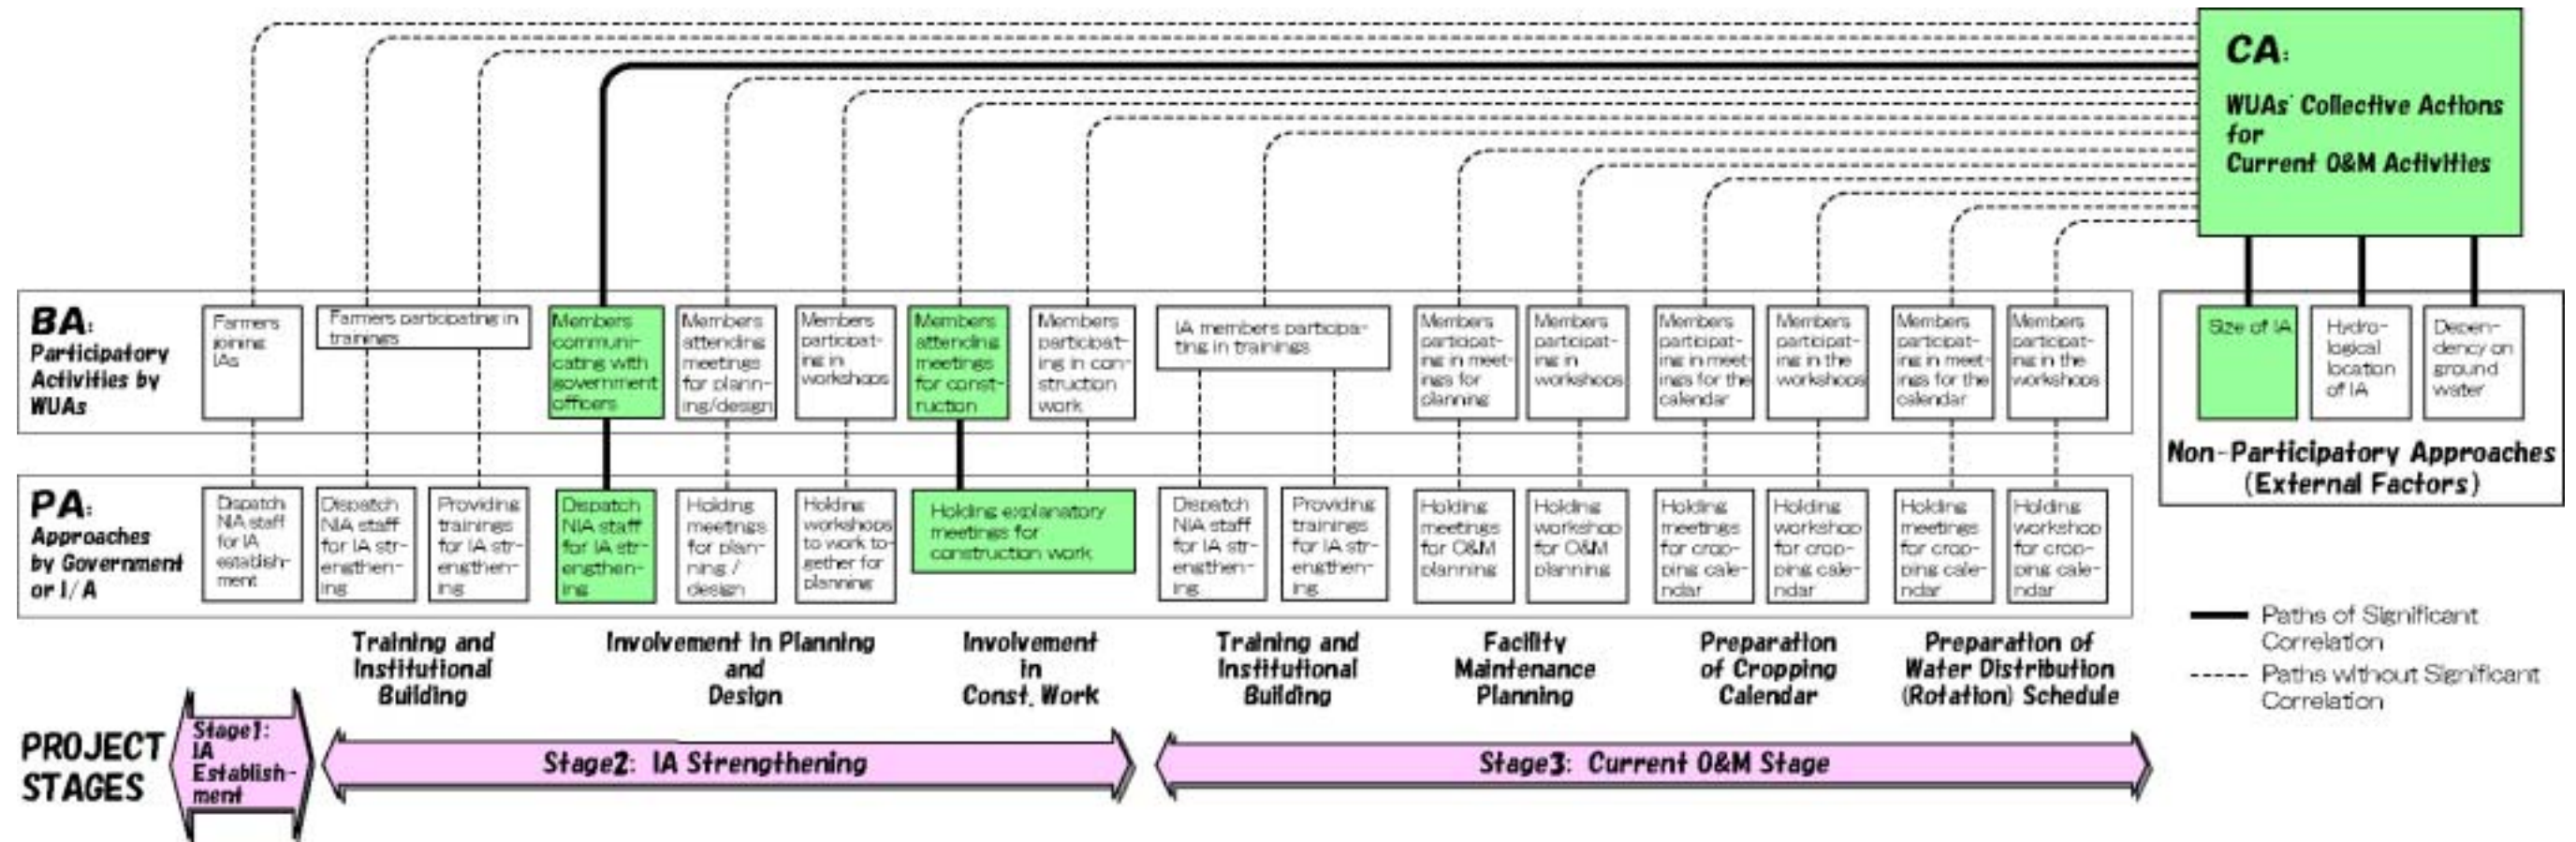 CA:
WUAs' Collective Actions
for
Current O&M Activities
BA:
Participatory
Activities by
WUAs
Farmers
joining
IAs
Farmers participating in
trainings
Members
communi-
cating with
government
officers
Members
attending
meetings
for plann-
ing/design
Members
participat-
ing in
workshops
Members
attending
meetings
for const-
ruction
Members
participat-
ing in con-
struction
work
IA members participa-
ting in trainings
Members
participat-
ing in meet-
ings for
planning
Members
participat-
ing in
workshops
Members
participat-
ing in meet-
ings for the
calendar
Members
participat-
ing in the
workshops
Members
participat-
ing in meet-
ings for the
calendar
Members
participat-
ing in the
workshops
Size of IA
Hydro-
logical
location
of IA
Depen-
dency on
ground
water
Non-Participatory Approaches
(External Factors)
PA:
Approaches
by Government
or I/A
Dispatch
NIA staff
for IA
establish-
ment
Dispatch
NIA staff
for IA str-
engthen-
ing
Providing
trainings
for IA str-
engthen-
ing
Dispatch
NIA staff
for IA str-
engthen-
ing
Holding
meetings
for plan-
ning /
design
Holding
workshops
to work to-
gether for
planning
Holding explanatory
meetings for
construction work
Dispatch
NIA staff
for IA str-
engthen-
ing
Providing
trainings
for IA str-
engthen-
ing
Holding
meetings
for O&M
planning
Holding
workshop
for O&M
planning
Holding
meetings
for crop-
ping cale-
ndar
Holding
workshop
for crop-
ping cale-
ndar
Holding
meetings
for crop-
ping cale-
ndar
Holding
workshop
for crop-
ping cale-
ndar
Paths of Significant
Correlation
Paths without Significant
Correlation
Training and
Institutional
Building
Involvement in Planning
and
Design
Involvement
in
Const. Work
Training and
Institutional
Building
Facility
Maintenance
Planning
Preparation
of Cropping
Calendar
Preparation of
Water Distribution
(Rotation) Schedule
PROJECT
STAGES
Stage1:
IA
Establish-
ment
Stage2: IA Strengthening
Stage3: Current O&M Stage